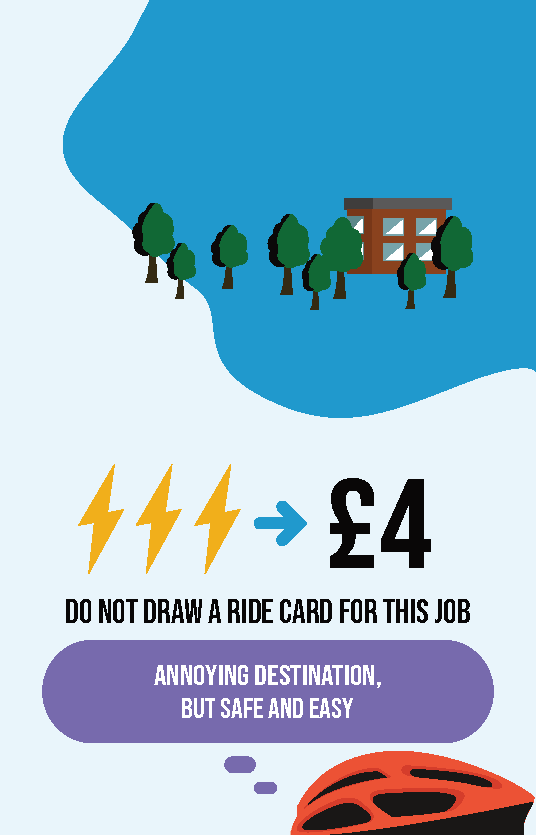 £4
DO NOT DRAW A RIDE CARD FOR THIS JOB
ANNOYING DESTINATION,
BUT SAFE AND EASY